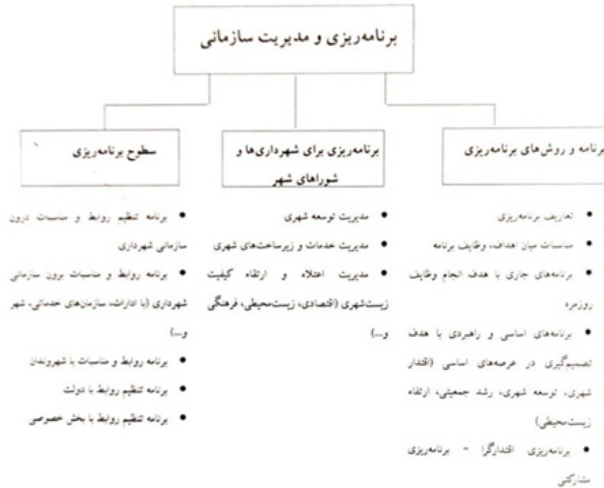 برنامه‌ریزی و مدیریت سازمانی
برنامه و روش‌های برنامه‌ریزی
تعاریف برنامه‌ریزی
مناسبات میان اهداف، وظایف برنامه
برنامه‌های جاری با هدف انجام وظایف
روزمره
برنامه‌های اساسی و راهبردی با هدف
تصمیم‌گیری در عرصه‌های اساسی (اقتدار
شهری، توسعه شهری، رشد جمعیتی، ارتقاء
زیست‌محیطی)
برنامه‌ریزی اقتدارگرا - برنامه‌ریزی
مشارکتی
برنامه‌ریزی برای شهرداری‌ها و
شوراهای شهر
مدیریت توسعه شهری
مدیریت خدمات و زیرساخت‌های شهری
مدیریت اعتلاء و ارتقاء کیفیت
زیست‌شهری (اقتصادی، زیست‌محیطی، فرهنگی
و...)
سطوح برنامه‌ریزی
برنامه تنظیم روابط و مناسبات درون
سازمانی شهرداری
برنامه روابط و مناسبات برون سازمانی
شهرداری (با ادارات، سازمان‌های خدماتی، شهر
و...)
برنامه روابط و مناسبات با شهروندان
برنامه تنظیم روابط با دولت
برنامه تنظیم روابط با بخش خصوصی